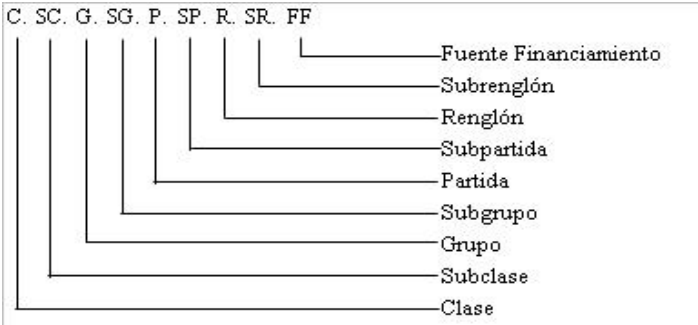 C. SC. G. SG. P. SP. R. SR. FF
Fuente Financiamiento
Subrenglón
Renglón
Subpartida
Partida
Subgrupo
Grupo
Subclase
Clase